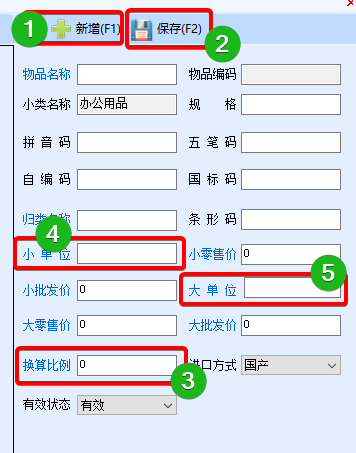 1 新增(F1) 保存(F2) 2
物品名称 物品编码
小类名称 办公用品 规 格
拼 音 码 五 笔 码
自 编 码 国 标 码
归类名称 条 形 码
4
小 单 位 小零售价 0
5
小批发价 0 大 单 位
大零售价 0 大批发价 0
换算比例 0 3 进口方式 国产
有效状态 有效